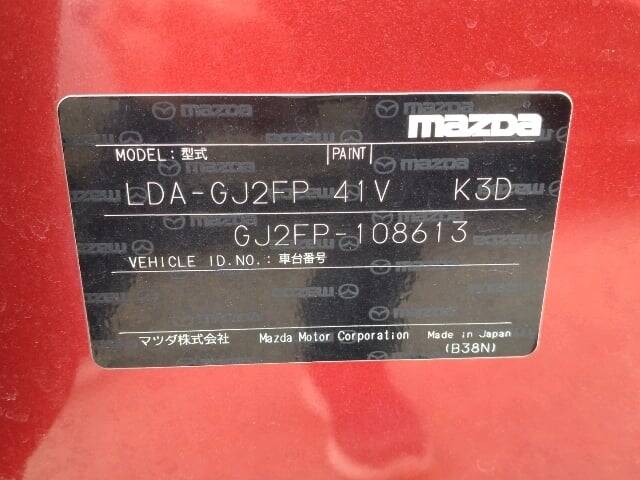 mazda
MODEL: 型式 PAINT
LDA-GJ2FP 41V K3D
GJ2FP-108613
VEHICLE ID.NO.: 車台番号
マツダ株式会社 Mazda Motor Corporation Made in Japan
(B38N)